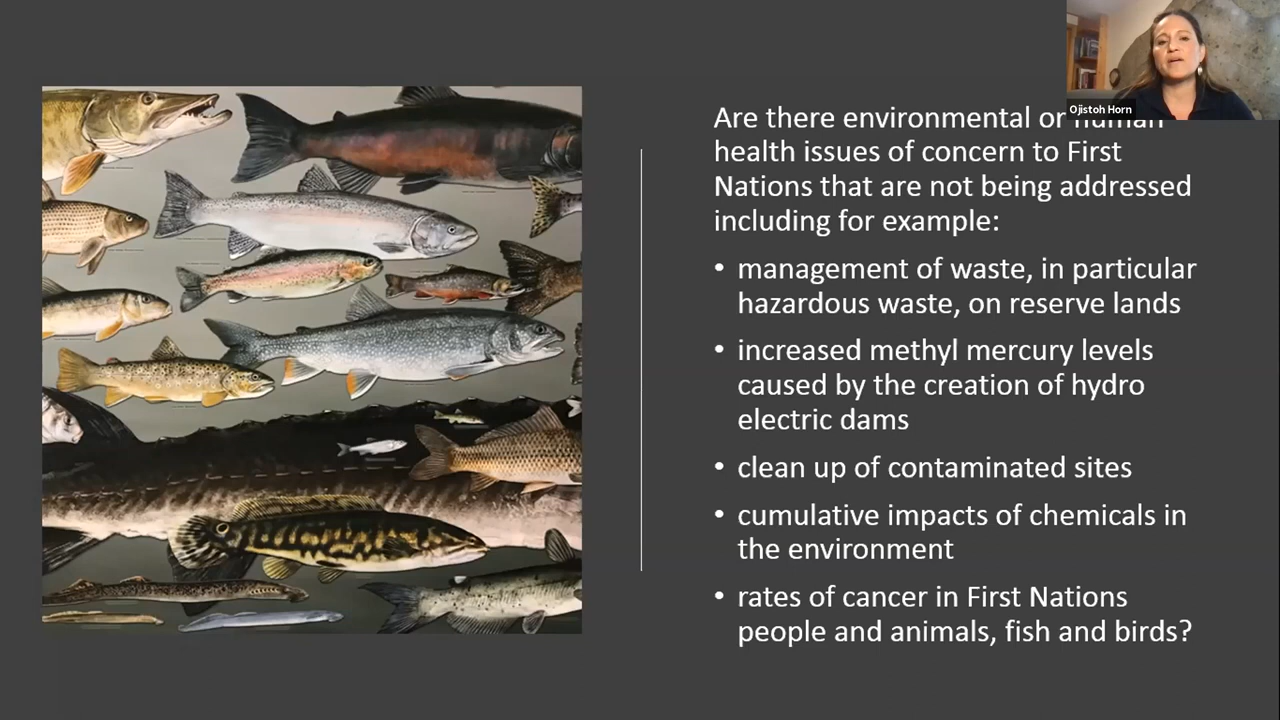 Ojistoh Horn
Are there environmental or human
health issues of concern to First
Nations that are not being addressed
including for example:
• management of waste, in particular
hazardous waste, on reserve lands
• increased methyl mercury levels
caused by the creation of hydro
electric dams
• clean up of contaminated sites
• cumulative impacts of chemicals in
the environment
• rates of cancer in First Nations
people and animals, fish and birds?